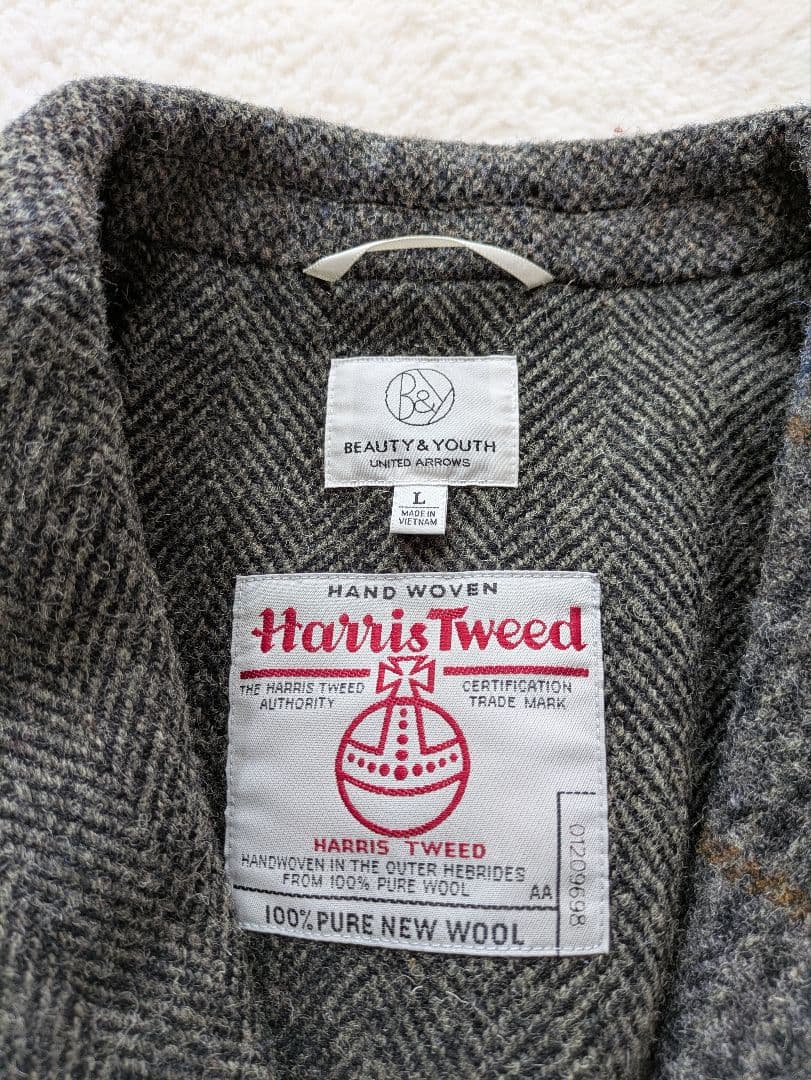 B&Y
BEAUTY & YOUTH
UNITED ARROWS
L
MADE IN
VIETNAM
HAND WOVEN
Harris Tweed
THE HARRIS TWEED
AUTHORITY
CERTIFICATION
TRADE MARK
HARRIS TWEED
HANDWOVEN IN THE OUTER HEBRIDES
FROM 100% PURE WOOL
AA
01209698
100% PURE NEW WOOL